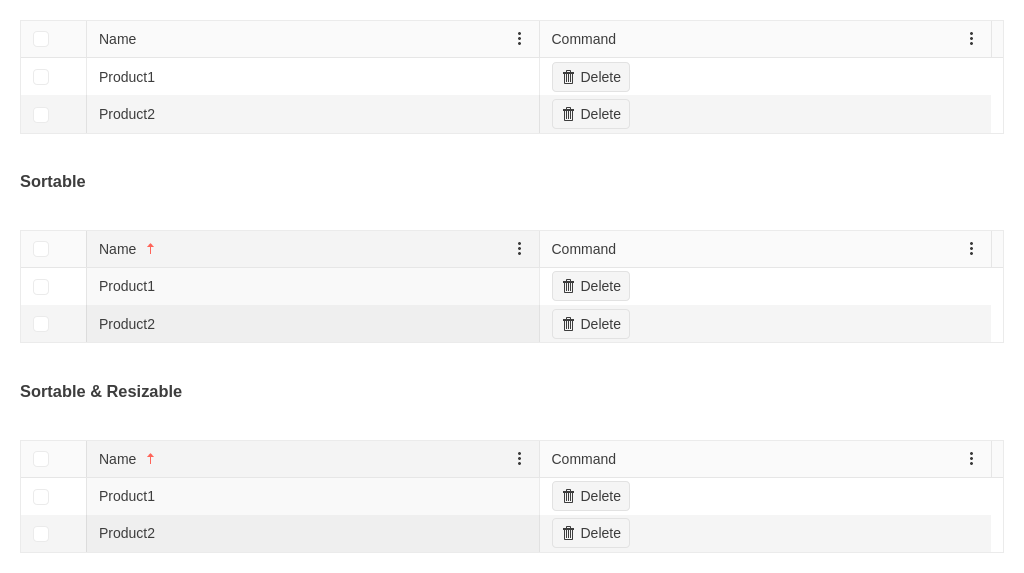 Name Command
Product1 Delete
Product2 Delete
Sortable
Name Command
Product1 Delete
Product2 Delete
Sortable & Resizable
Name Command
Product1 Delete
Product2 Delete